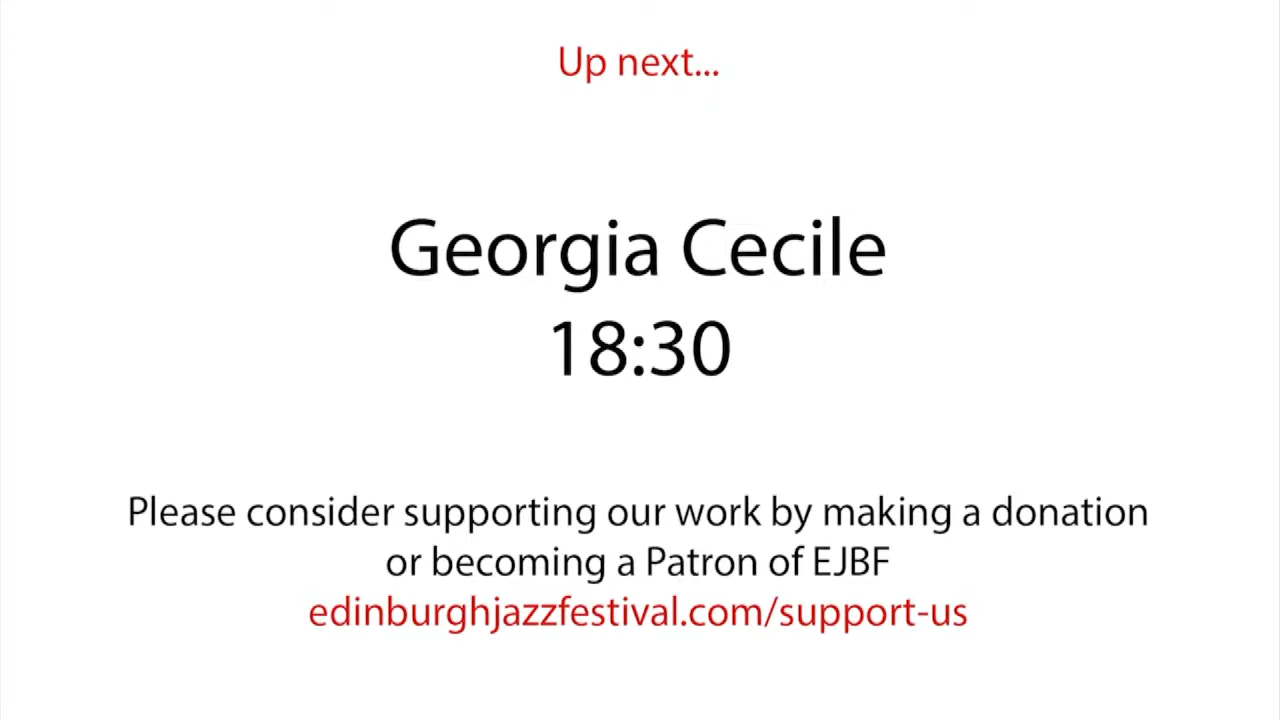 Up next...
Georgia Cecile
18:30
Please consider supporting our work by making a donation
or becoming a Patron of EJBF
edinburghjazzfestival.com/support-us